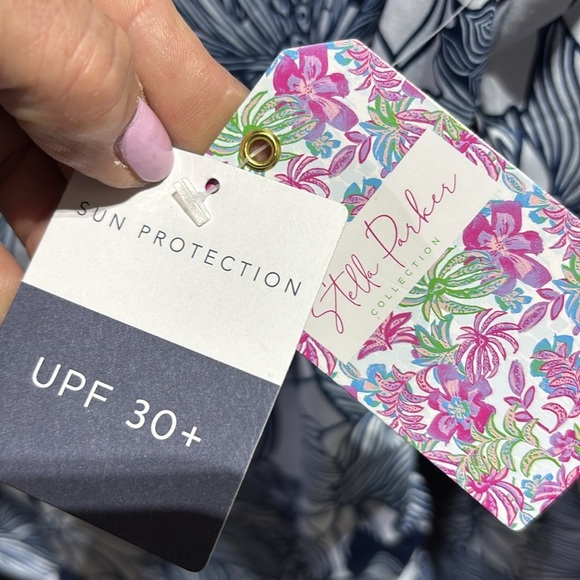 SUN PROTECTION
UPF 30+
Stella Parker
COLLECTION